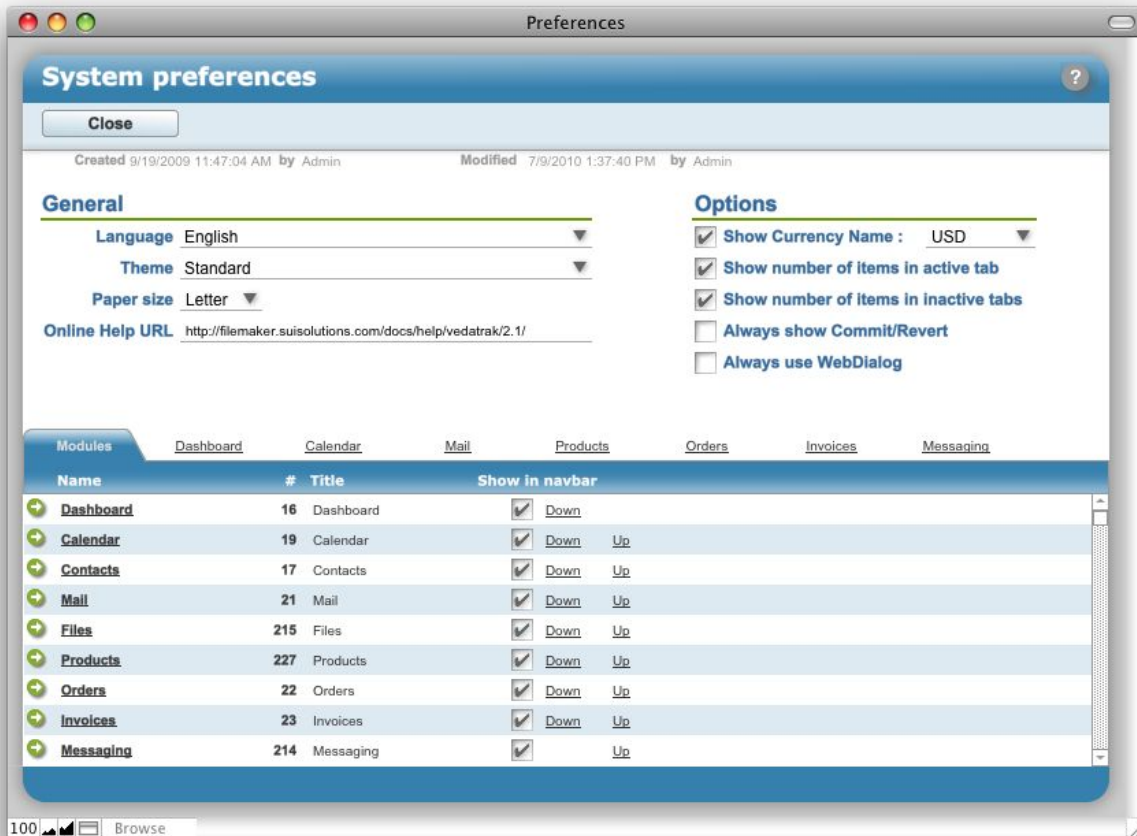 Preferences
System preferences ?
Close
Created 9/19/2009 11:47:04 AM by Admin Modified 7/9/2010 1:37:40 PM by Admin
General
Language English
Theme Standard
Paper size Letter
Online Help URL http://filemaker.suisolutions.com/docs/help/vedatrak/2.1/
Options
Show Currency Name : USD
Show number of items in active tab
Show number of items in inactive tabs
Always show Commit/Revert
Always use WebDialog
Modules Dashboard Calendar Mail Products Orders Invoices Messaging
Name # Title Show in navbar
Dashboard 16 Dashboard Down
Calendar 19 Calendar Down Up
Contacts 17 Contacts Down Up
Mail 21 Mail Down Up
Files 215 Files Down Up
Products 227 Products Down Up
Orders 22 Orders Down Up
Invoices 23 Invoices Down Up
Messaging 214 Messaging Up
100 Browse